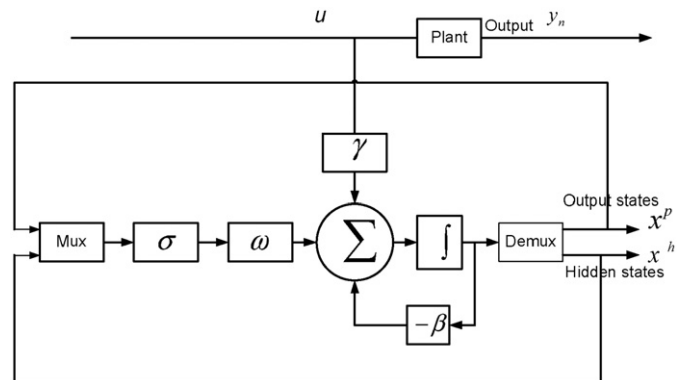 u
Plant
Output y_n
γ
Output states
x^p
Mux
σ
ω
Σ
∫
Demux
x^h
Hidden states
−β